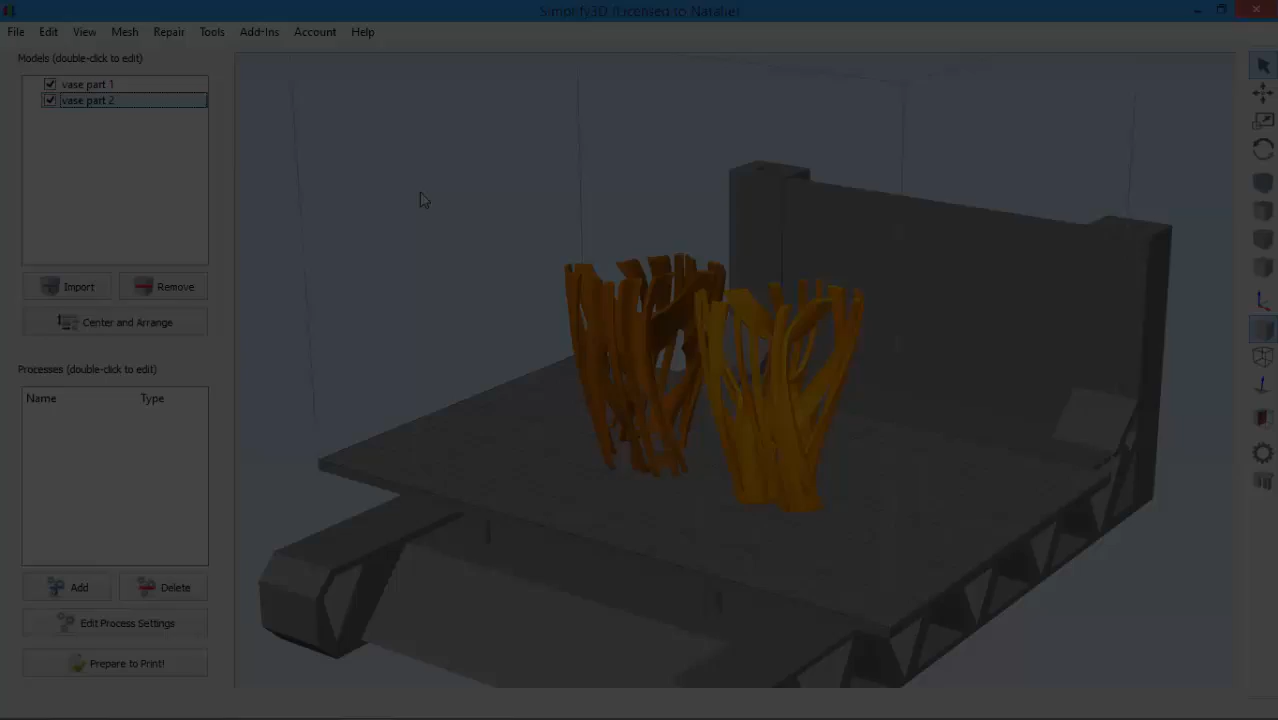 Simplify3D (Licensed to Natalie)
File Edit View Mesh Repair Tools Add-Ins Account Help
Models (double-click to edit)
vase part 1
vase part 2
Import Remove
Center and Arrange
Processes (double-click to edit)
Name Type
Add Delete
Edit Process Settings
Prepare to Print!